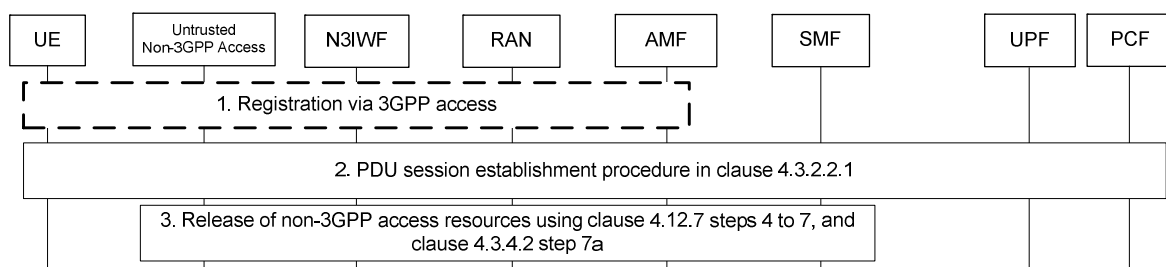 UE
Untrusted
Non-3GPP Access
N3IWF
RAN
AMF
SMF
UPF
PCF
1. Registration via 3GPP access
2. PDU session establishment procedure in clause 4.3.2.2.1
3. Release of non-3GPP access resources using clause 4.12.7 steps 4 to 7, and
clause 4.3.4.2 step 7a